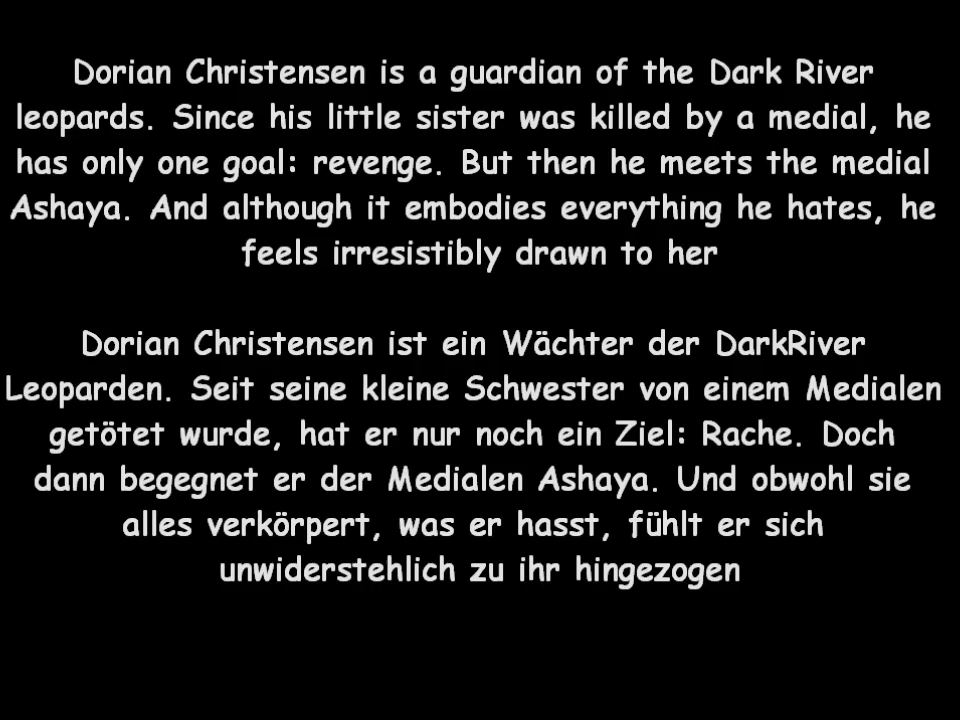 Dorian Christensen is a guardian of the Dark River
leopards. Since his little sister was killed by a medial, he
has only one goal: revenge. But then he meets the medial
Ashaya. And although it embodies everything he hates, he
feels irresistibly drawn to her
Dorian Christensen ist ein Wächter der DarkRiver
Leoparden. Seit seine kleine Schwester von einem Medialen
getötet wurde, hat er nur noch ein Ziel: Rache. Doch
dann begegnet er der Medialen Ashaya. Und obwohl sie
alles verkörpert, was er hasst, fühlt er sich
unwiderstehlich zu ihr hingezogen